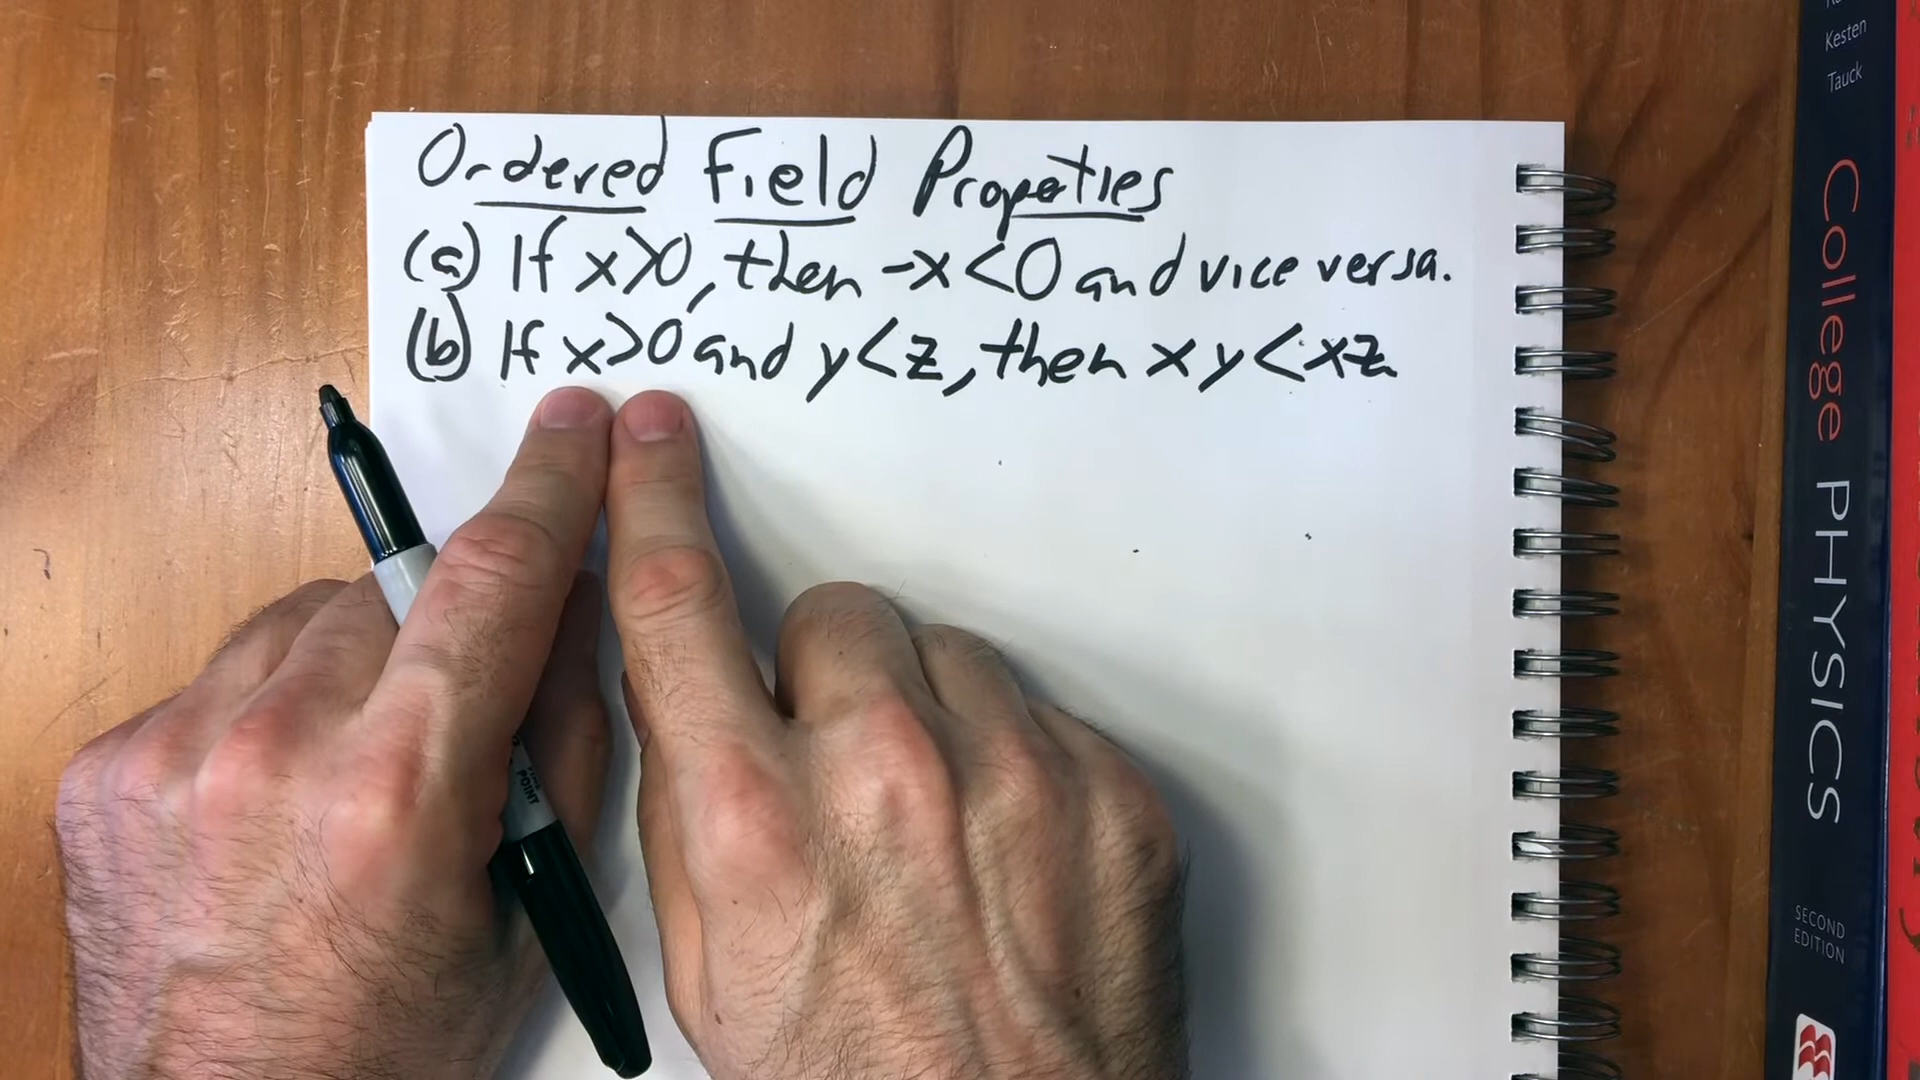 Ordered Field Properties
(a) If x>0, then -x<0 and vice versa.
(b) If x>0 and y<z, then xy<xz
POINT
Kesten
Tauck
College PHYSICS
SECOND
EDITION